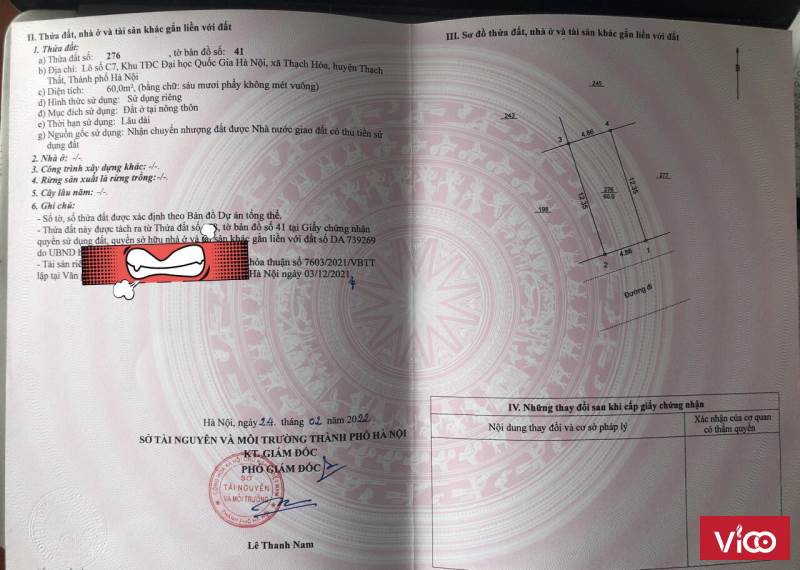 II. Thửa đất, nhà ở và tài sản khác gắn liền với đất
1. Thửa đất:
a) Thửa đất số: 276 , tờ bản đồ số: 41
b) Địa chỉ: Lô số C7, Khu TĐC Đại học Quốc Gia Hà Nội, xã Thạch Hòa, huyện Thạch
Thất, Thành phố Hà Nội
c) Diện tích: 60,0m², (bằng chữ: sáu mươi phẩy không mét vuông)
d) Hình thức sử dụng: Sử dụng riêng
đ) Mục đích sử dụng: Đất ở tại nông thôn
e) Thời hạn sử dụng: Lâu dài
g) Nguồn gốc sử dụng: Nhận chuyển nhượng đất được Nhà nước giao đất có thu tiền sử
dụng đất
2. Nhà ở: -/-
3. Công trình xây dựng khác: -/-
4. Rừng sản xuất là rừng trồng: -/-
5. Cây lâu năm: -/-
6. Ghi chú:
- Số tờ, số thửa đất được xác định theo Bản đồ Dự án tổng thể,
- Thửa đất này được tách ra từ Thửa đất số , tờ bản đồ số 41 tại Giấy chứng nhận
quyền sử dụng đất, quyền sở hữu nhà ở và tài sản khác gắn liền với đất số DA 739269
do UBND
- Tài sản thuận số 7603/2021/VBTT
lập tại Văn Hà Nội ngày 03/12/2021
Hà Nội, ngày 24 tháng 02 năm 2022
SỞ TÀI NGUYÊN VÀ MÔI TRƯỜNG THÀNH PHỐ HÀ NỘI
KT. GIÁM ĐỐC
PHÓ GIÁM ĐỐC
SỞ
TÀI NGUYÊN
VÀ MÔI TRƯỜNG
THÀNH PHỐ HÀ NỘI
Lê Thanh Nam
III. Sơ đồ thửa đất, nhà ở và tài sản khác gắn liền với đất
B
245
243
3
4.86
4
277
12.35
276
60.0
12.35
198
2
4.86
1
Đường đi
IV. Những thay đổi sau khi cấp giấy chứng nhận
Nội dung thay đổi và cơ sở pháp lý
Xác nhận của cơ quan
có thẩm quyền
Vicoo